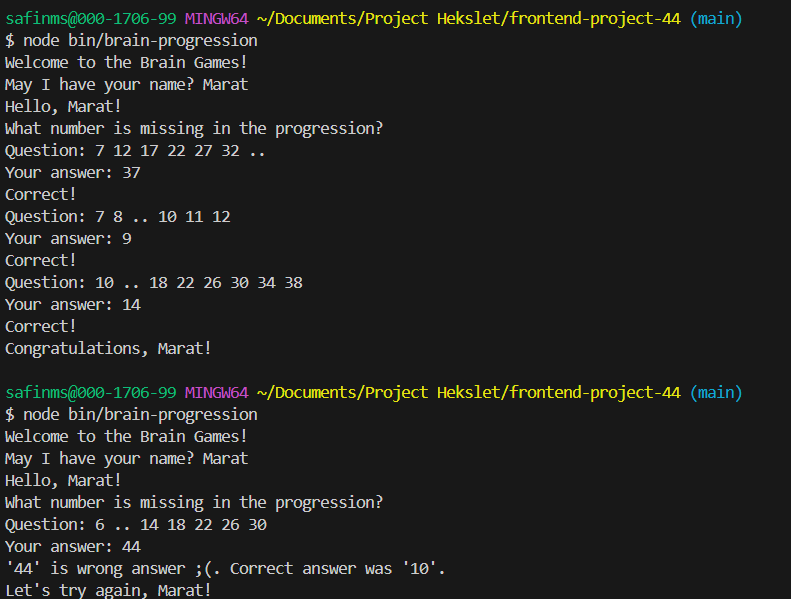 safinms@000-1706-99 MINGW64 ~/Documents/Project Hekslet/frontend-project-44 (main)
$ node bin/brain-progression
Welcome to the Brain Games!
May I have your name? Marat
Hello, Marat!
What number is missing in the progression?
Question: 7 12 17 22 27 32 ..
Your answer: 37
Correct!
Question: 7 8 .. 10 11 12
Your answer: 9
Correct!
Question: 10 .. 18 22 26 30 34 38
Your answer: 14
Correct!
Congratulations, Marat!
safinms@000-1706-99 MINGW64 ~/Documents/Project Hekslet/frontend-project-44 (main)
$ node bin/brain-progression
Welcome to the Brain Games!
May I have your name? Marat
Hello, Marat!
What number is missing in the progression?
Question: 6 .. 14 18 22 26 30
Your answer: 44
'44' is wrong answer ;(. Correct answer was '10'.
Let's try again, Marat!